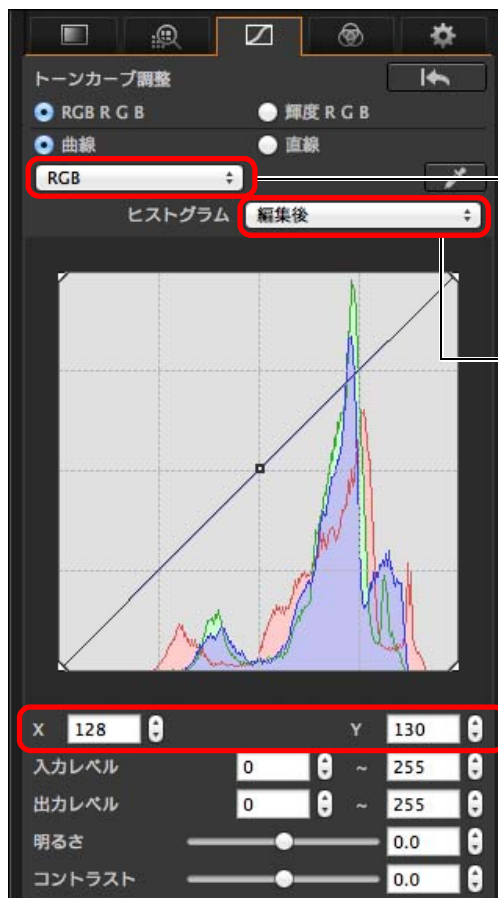 トーンカーブ調整
RGB R G B 輝度 R G B
曲線 直線
RGB
ヒストグラム 編集後
X 128 Y 130
入力レベル 0 ~ 255
出力レベル 0 ~ 255
明るさ 0.0
コントラスト 0.0